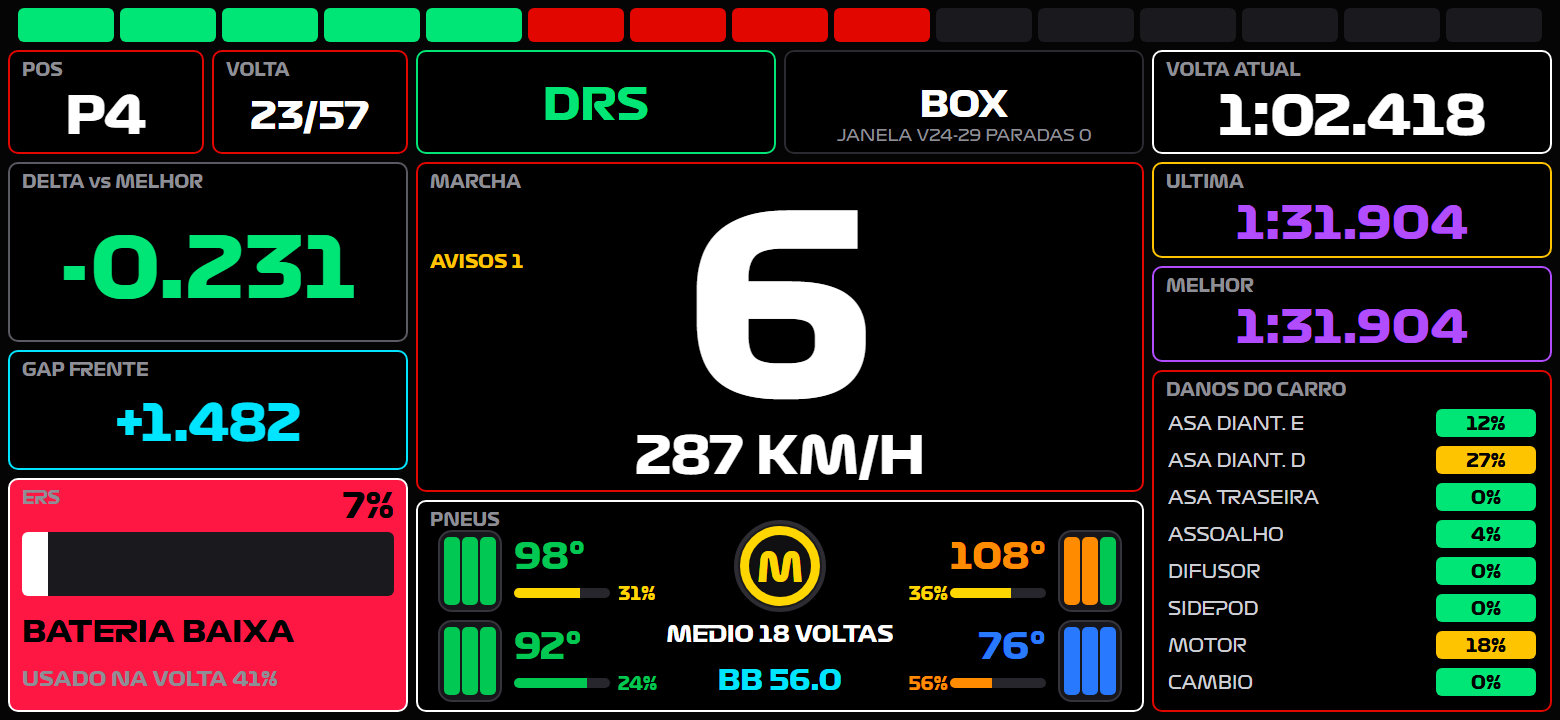 POS
P4
VOLTA
23/57
DRS
BOX
JANELA V24-29 PARADAS 0
VOLTA ATUAL
1:02.418
DELTA vs MELHOR
-0.231
GAP FRENTE
+1.482
ERS
7%
BATERIA BAIXA
USADO NA VOLTA 41%
MARCHA
AVISOS 1
6
287 KM/H
PNEUS
98°
31%
92°
24%
M
MEDIO 18 VOLTAS
BB 56.0
108°
36%
76°
56%
ULTIMA
1:31.904
MELHOR
1:31.904
DANOS DO CARRO
ASA DIANT. E 12%
ASA DIANT. D 27%
ASA TRASEIRA 0%
ASSOALHO 4%
DIFUSOR 0%
SIDEPOD 0%
MOTOR 18%
CAMBIO 0%